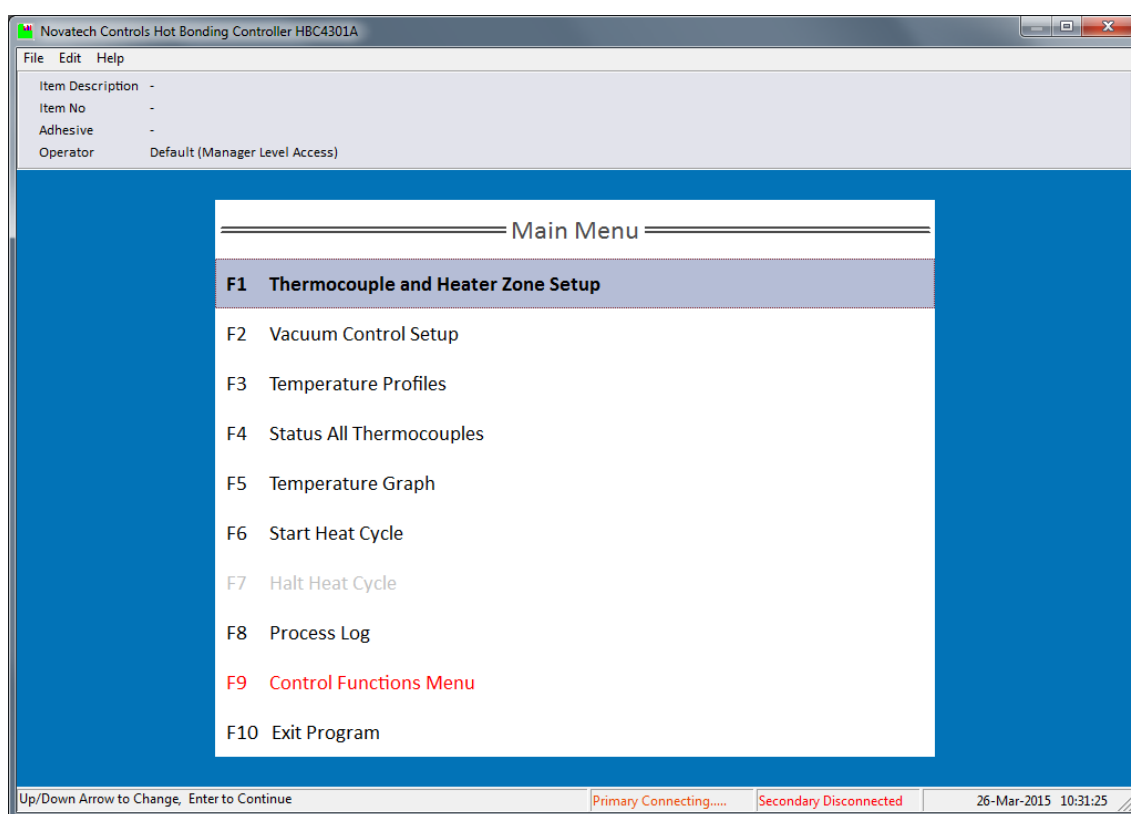 Novatech Controls Hot Bonding Controller HBC4301A
File Edit Help
Item Description -
Item No -
Adhesive -
Operator Default (Manager Level Access)
Main Menu
F1 Thermocouple and Heater Zone Setup
F2 Vacuum Control Setup
F3 Temperature Profiles
F4 Status All Thermocouples
F5 Temperature Graph
F6 Start Heat Cycle
F7 Halt Heat Cycle
F8 Process Log
F9 Control Functions Menu
F10 Exit Program
Up/Down Arrow to Change, Enter to Continue Primary Connecting..... Secondary Disconnected 26-Mar-2015 10:31:25